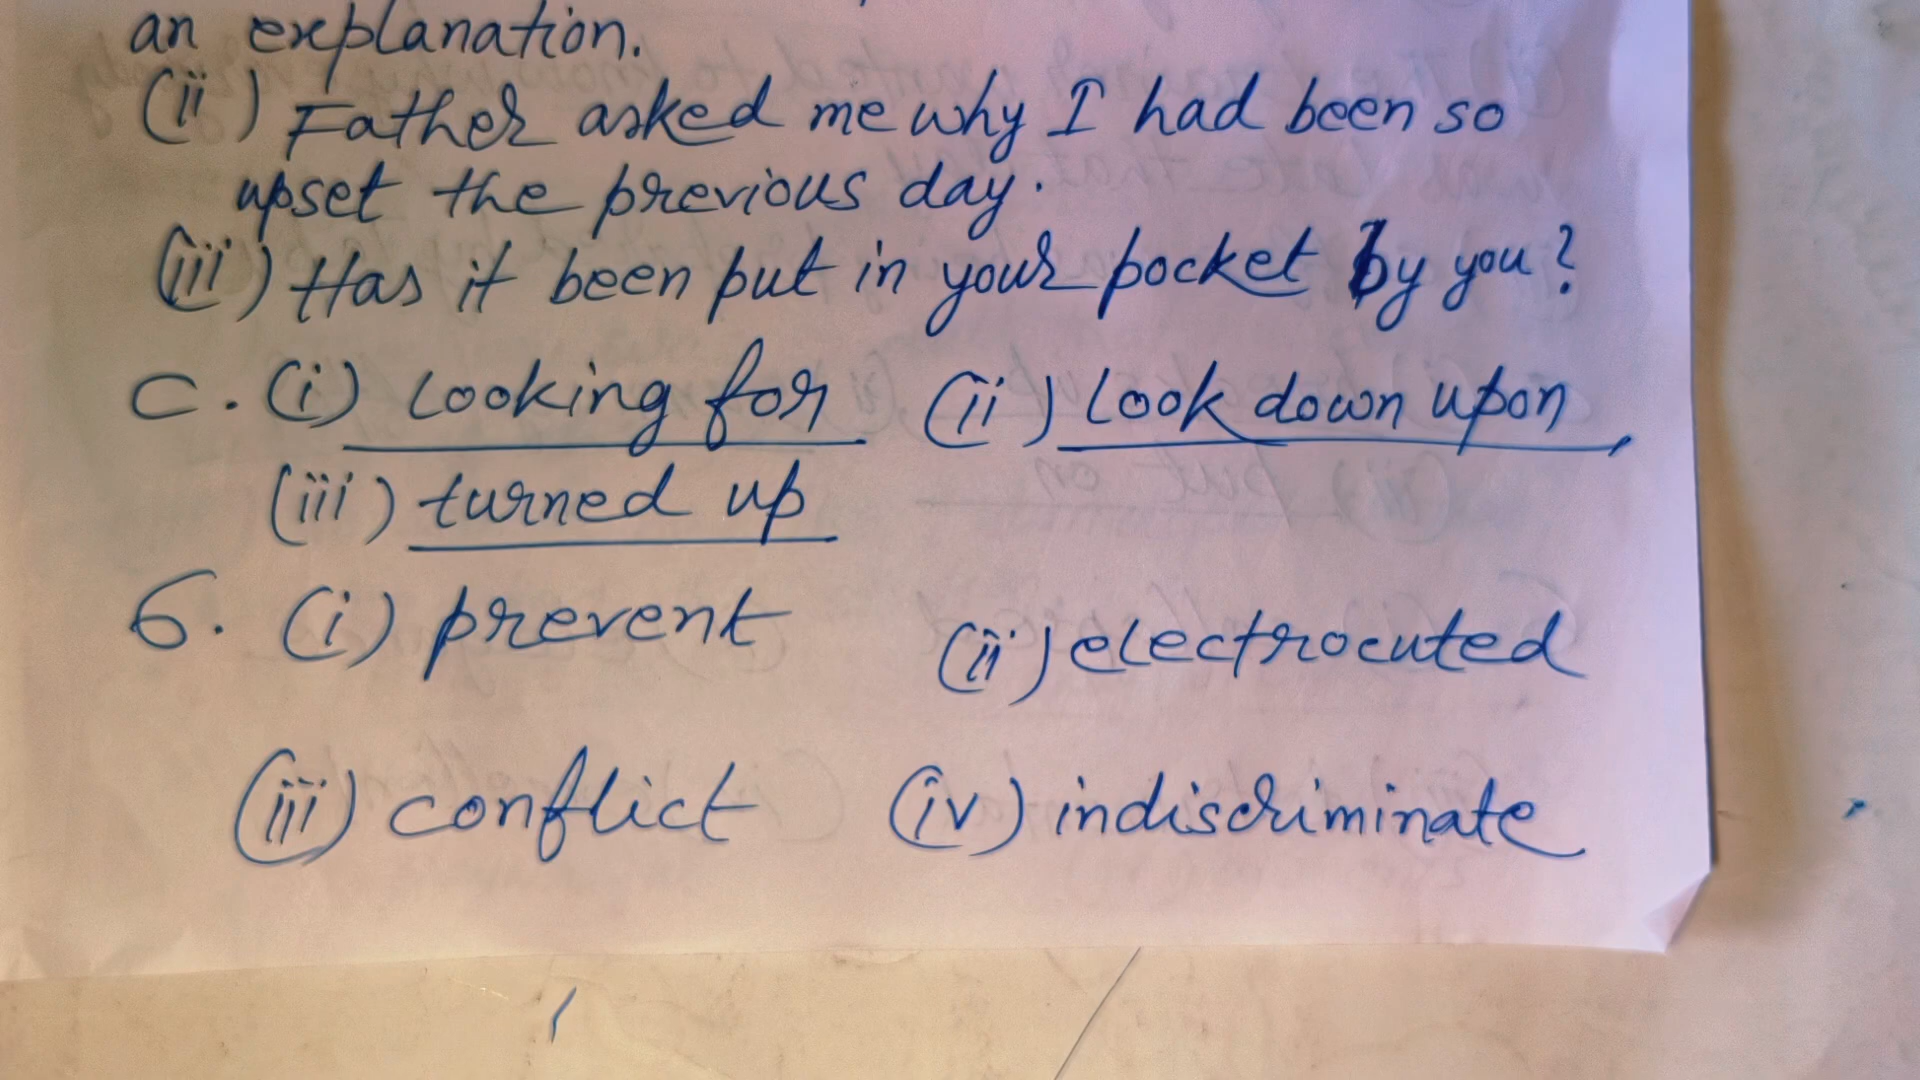 an explanation.
(ii) Father asked me why I had been so
upset the previous day.
(iii) Has it been put in your pocket by you?
C. (i) Looking for (ii) Look down upon,
(iii) turned up
6. (i) prevent (ii) electrocuted
(iii) conflict (iv) indiscriminate